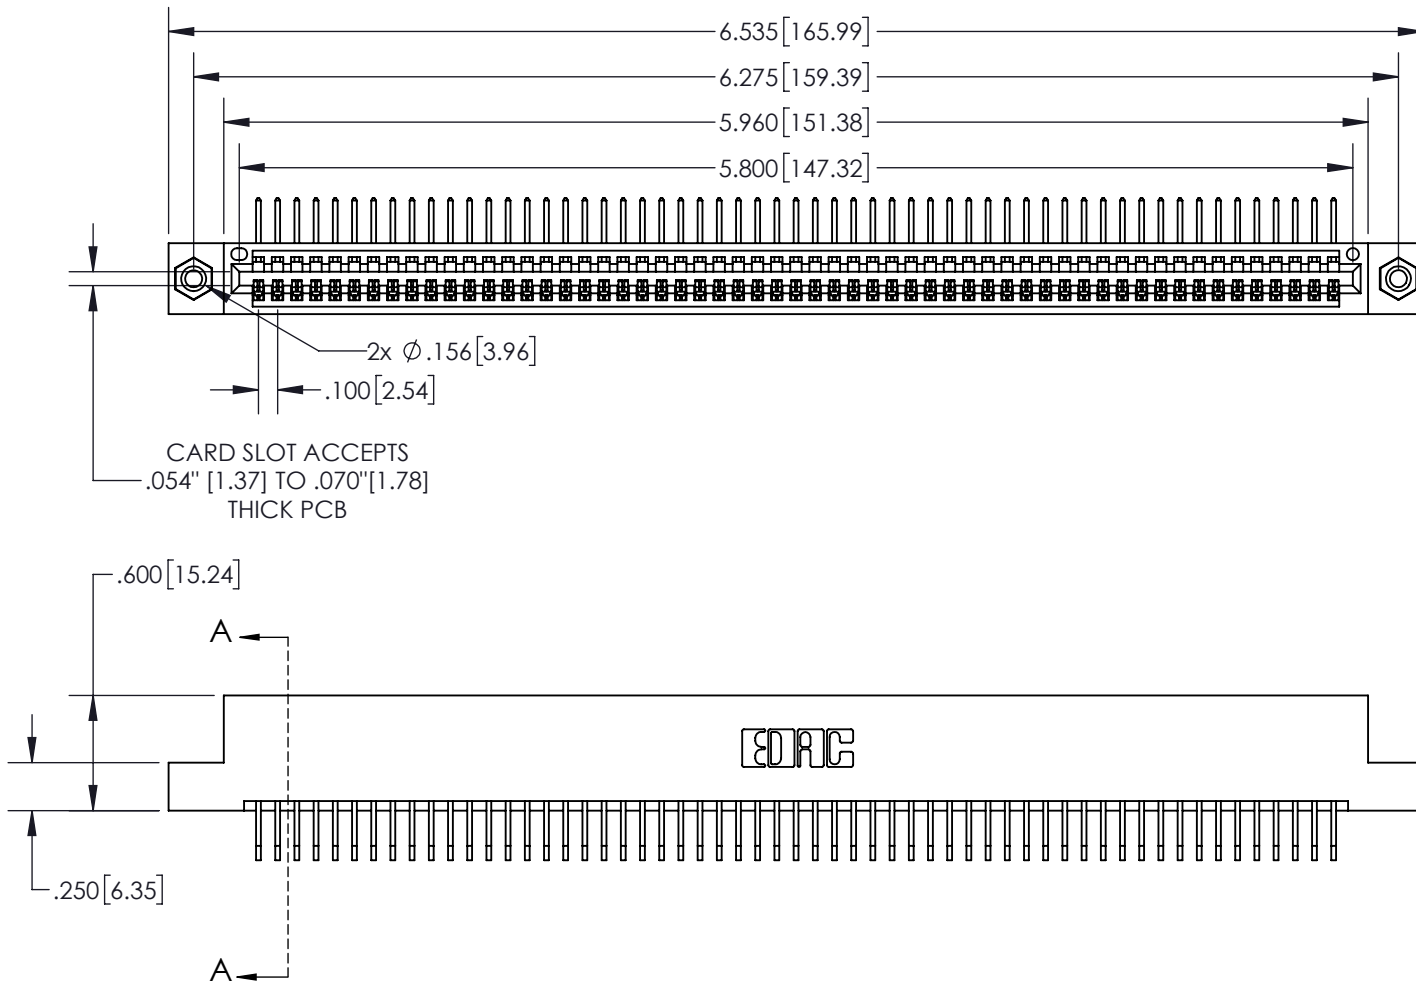 6.535[165.99]
6.275[159.39]
5.960[151.38]
5.800[147.32]
2x Ø.156[3.96]
.100[2.54]
CARD SLOT ACCEPTS
.054" [1.37] TO .070"[1.78]
THICK PCB
.600[15.24]
A
EDAC
.250[6.35]
A